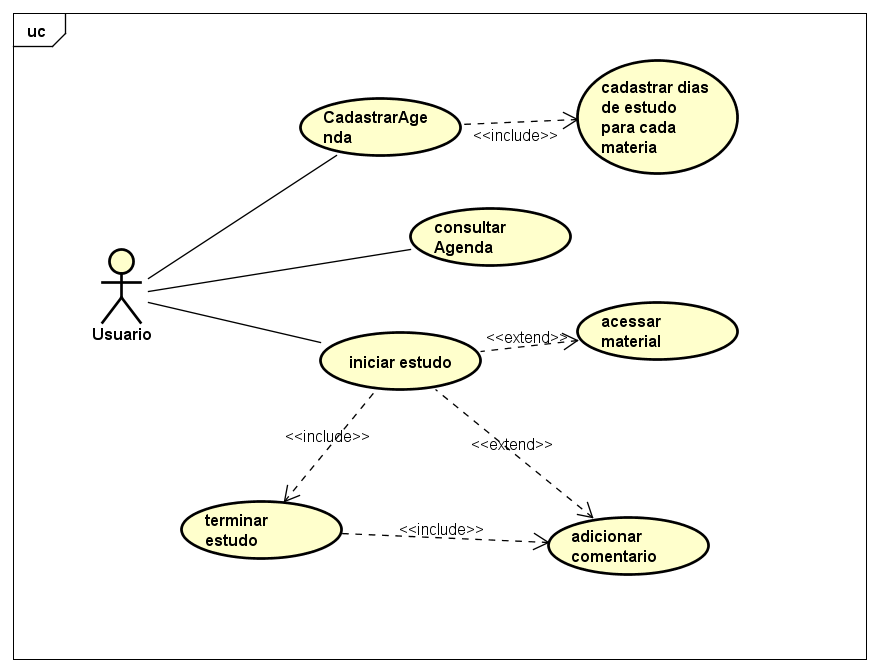 uc
CadastrarAge
nda
<<include>>
cadastrar dias
de estudo
para cada
materia
consultar
Agenda
Usuario
iniciar estudo
<<extend>>
acessar
material
<<include>>
<<extend>>
terminar
estudo
<<include>>
adicionar
comentario